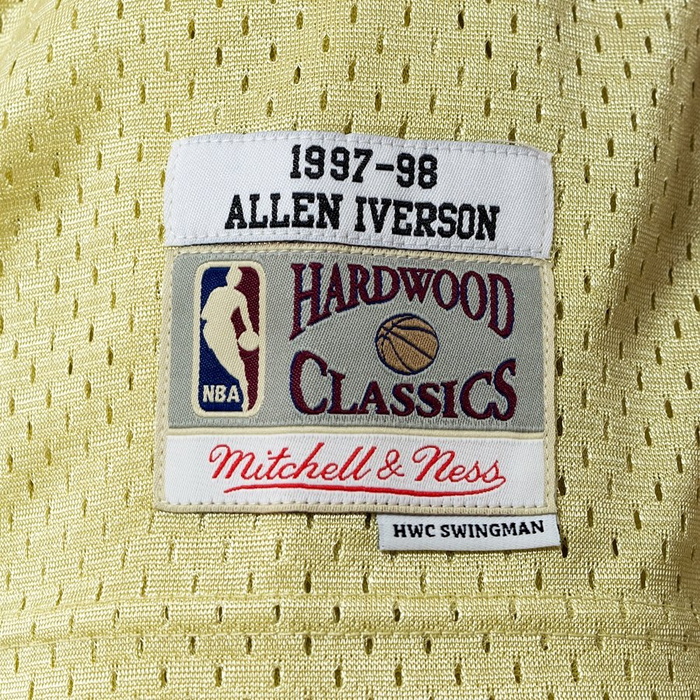 1997-98
ALLEN IVERSON
HARDWOOD
CLASSICS
NBA
Mitchell & Ness
HWC SWINGMAN